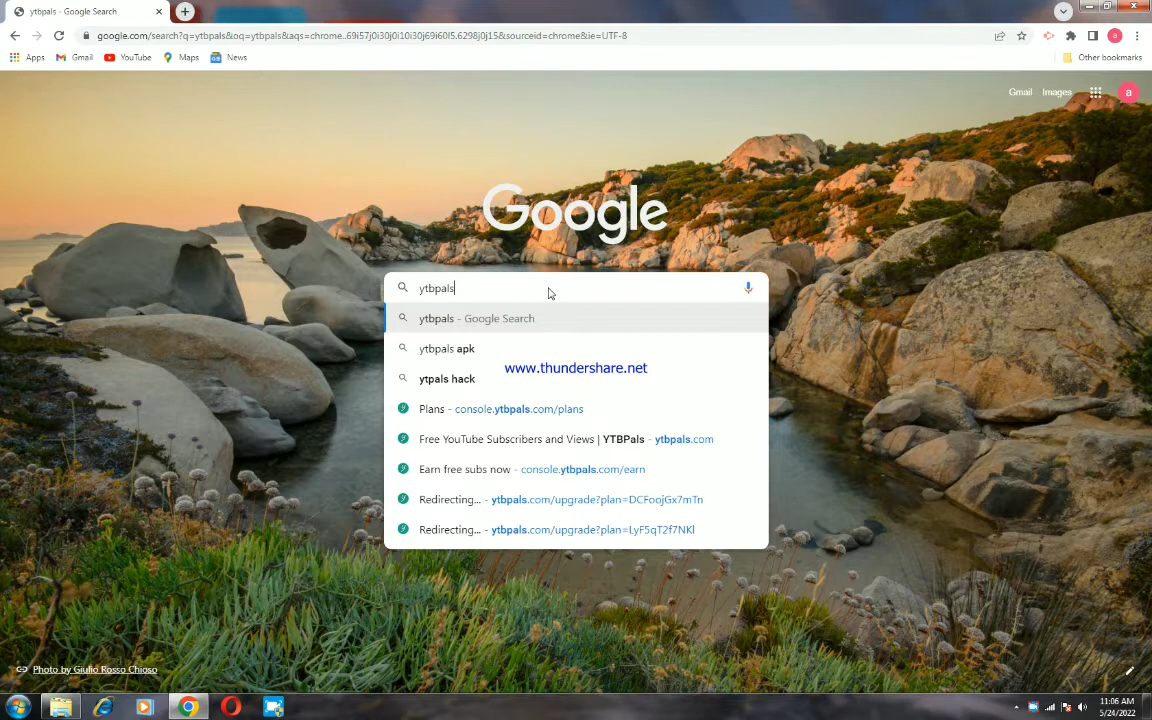 ytbpals - Google Search
google.com/search?q=ytbpals&oq=ytbpals&aqs=chrome..69i57j0i30j0i10i30j69i60l5.6298j0j15&sourceid=chrome&ie=UTF-8
a
Apps Gmail YouTube Maps News Other bookmarks
Gmail Images a
Google
ytbpals
ytbpals - Google Search
ytbpals apk
www.thundershare.net
ytpals hack
Plans - console.ytbpals.com/plans
Free YouTube Subscribers and Views | YTBPals - ytbpals.com
Earn free subs now - console.ytbpals.com/earn
Redirecting... - ytbpals.com/upgrade?plan=DCFoojGx7mTn
Redirecting... - ytbpals.com/upgrade?plan=LyF5qT2f7NKl
Photo by Giulio Rosso Chioso
11:06 AM
5/24/2022